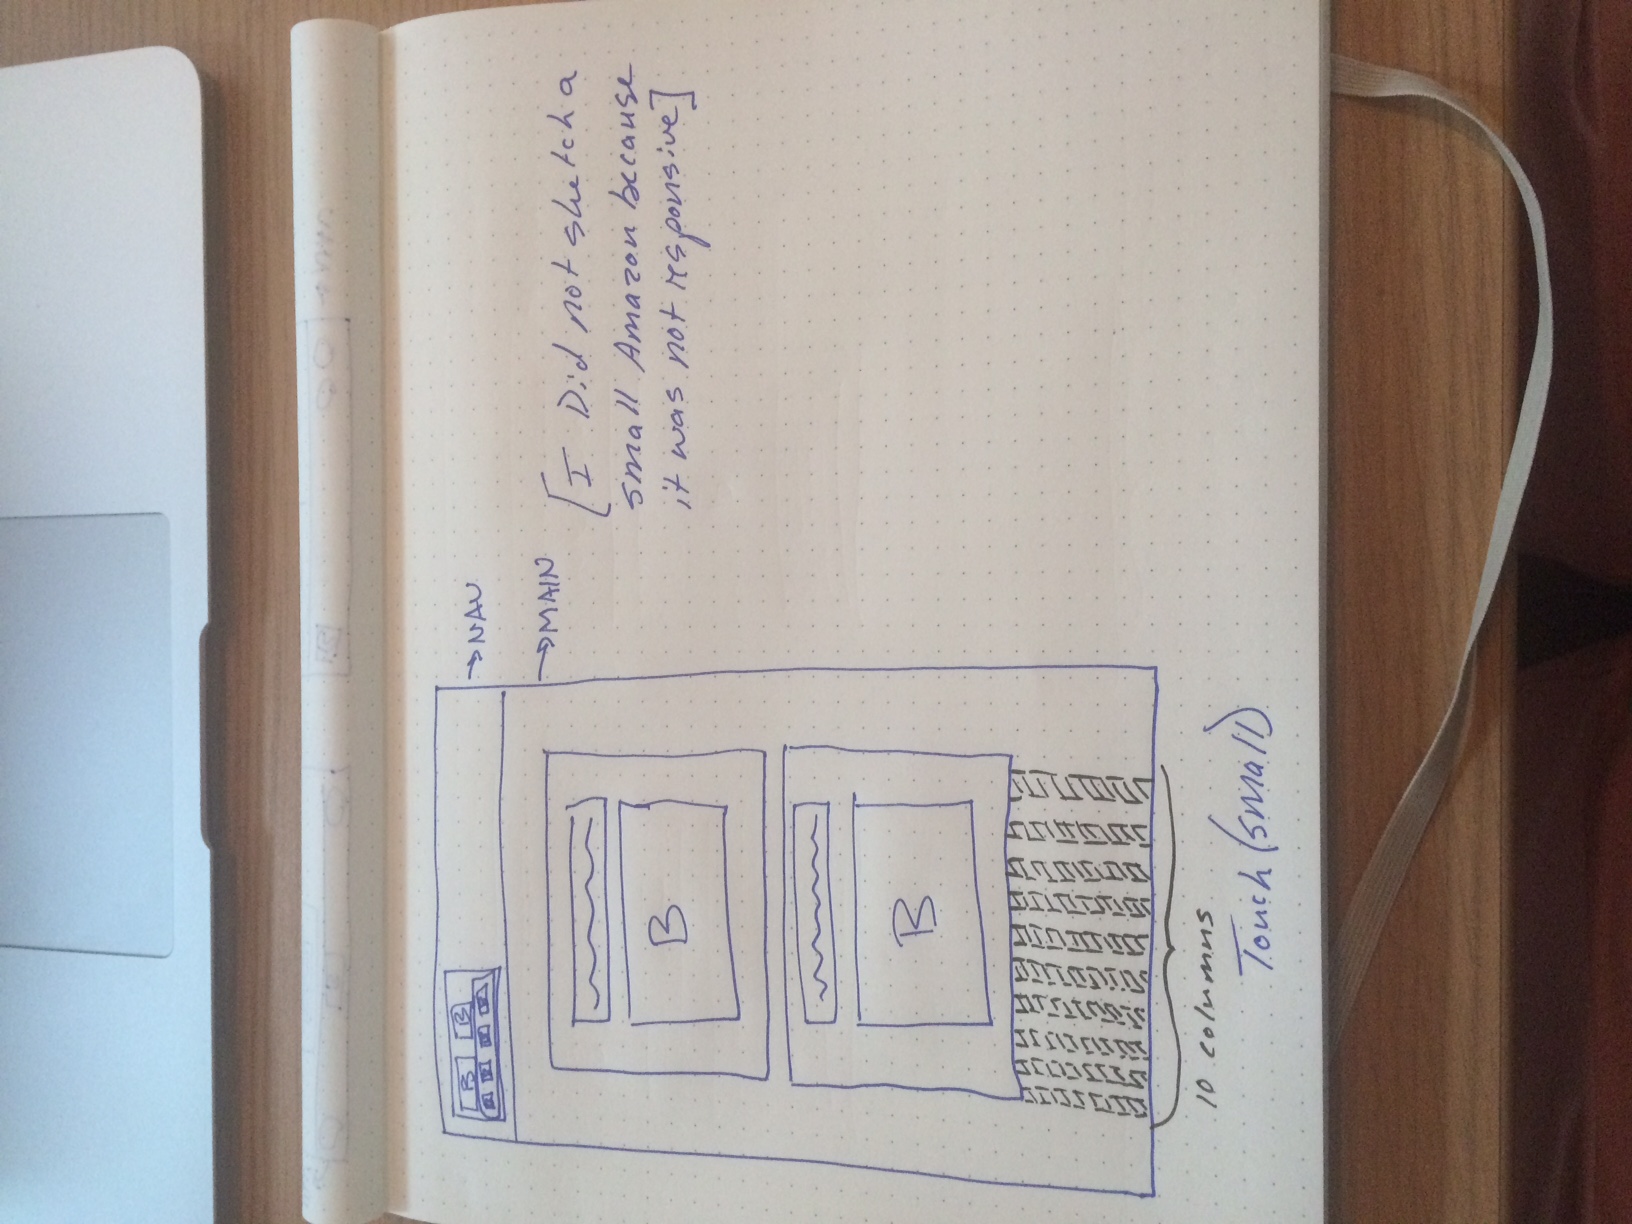 B B
→NAV
→MAIN
[I Did not sketch a
small Amazon because
it was not responsive]
B
B
10 columns
Touch (small)